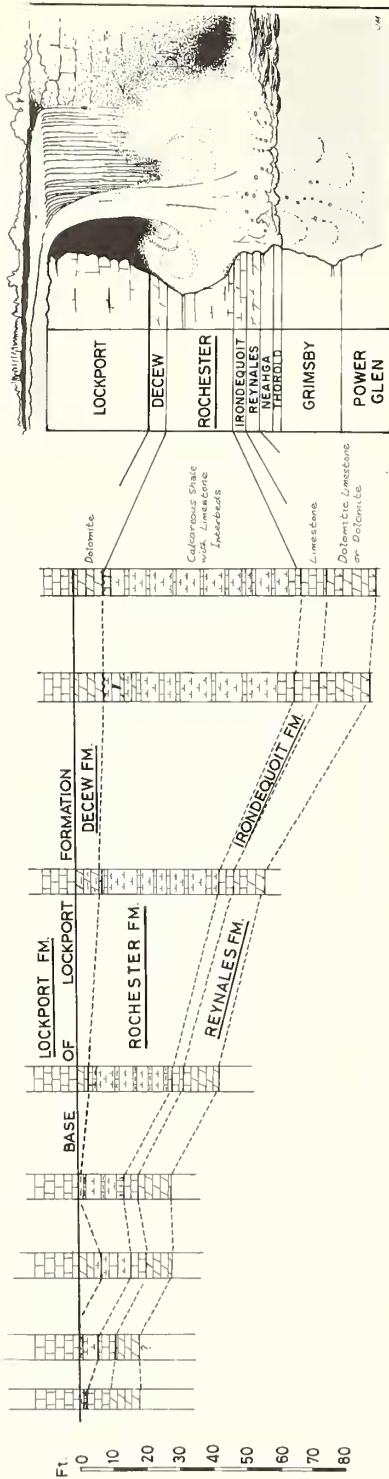 Ft.
0
10
20
30
40
50
60
70
80
?
LOCKPORT FM.
BASE OF LOCKPORT FORMATION
DECEW FM.
ROCHESTER FM.
IRONDEQUOIT FM.
REYNALES FM.
Dolomite
Calcareous Shale
with Limestone
Interbeds
Limestone
Dolomitic Limestone
or Dolomite
LOCKPORT
DECEW
ROCHESTER
IRONDEQUOIT
REYNALES
NEAHGA
THOROLD
GRIMSBY
POWER
GLEN